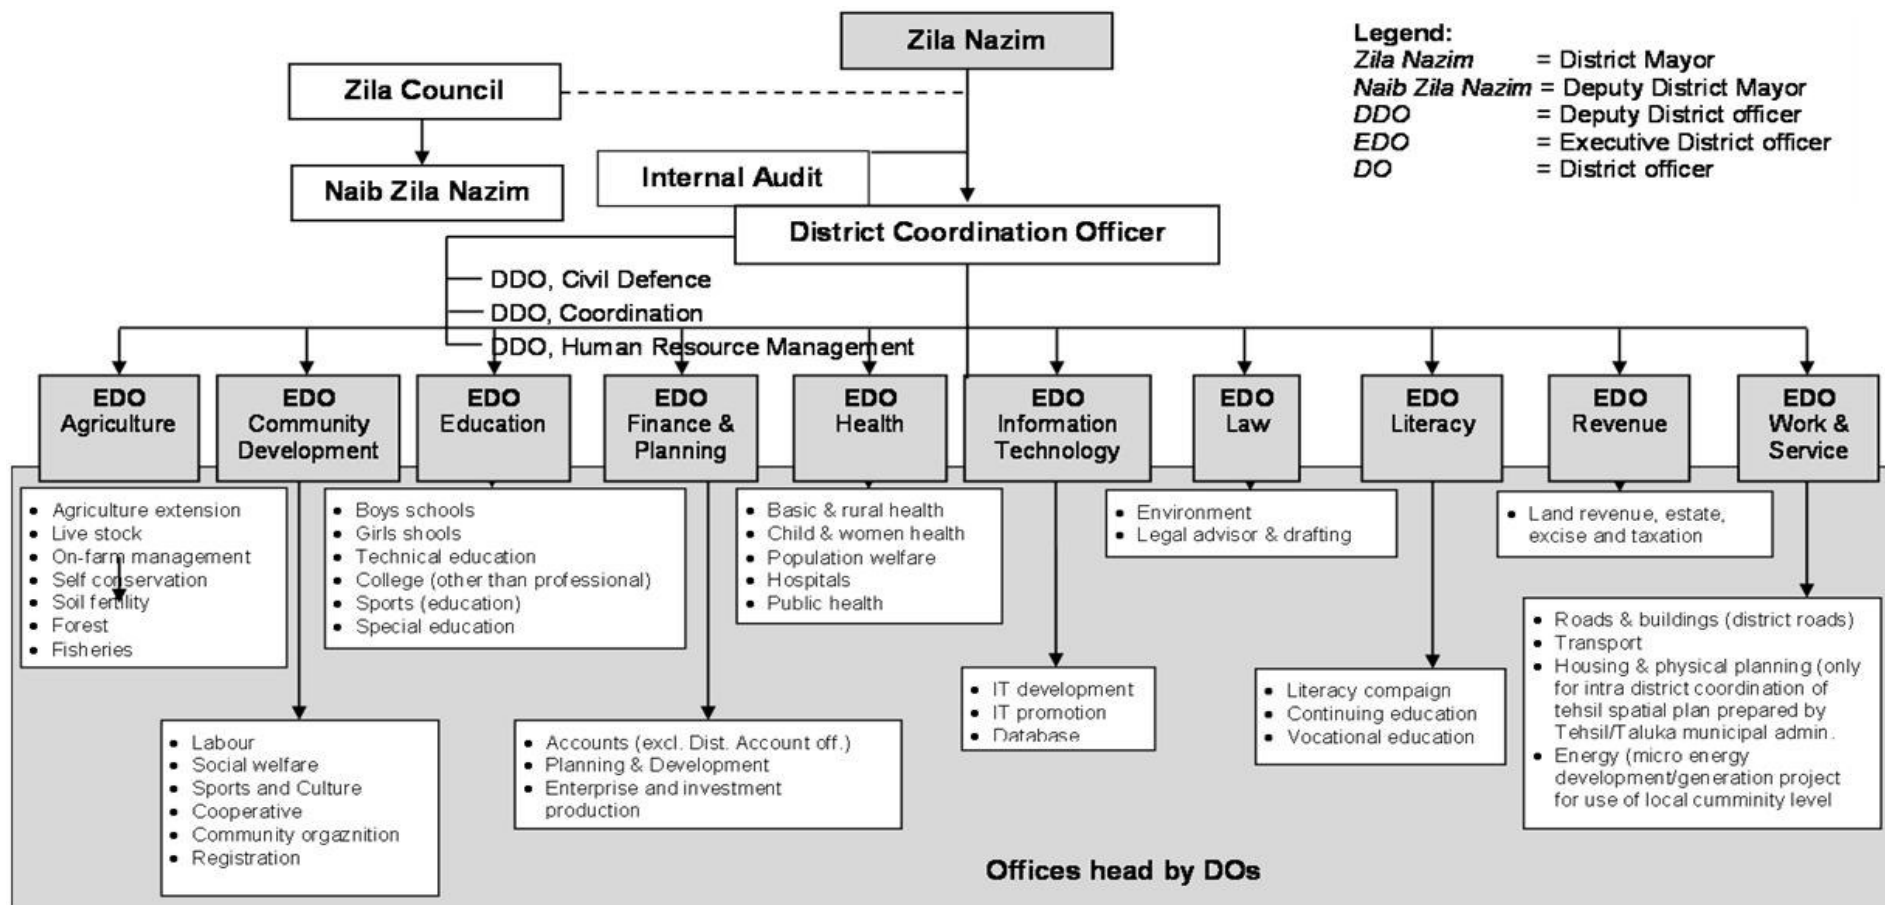 Zila Nazim
Legend:
Zila Nazim = District Mayor
Naib Zila Nazim = Deputy District Mayor
DDO = Deputy District officer
EDO = Executive District officer
DO = District officer
Zila Council
Naib Zila Nazim
Internal Audit
District Coordination Officer
DDO, Civil Defence
DDO, Coordination
DDO, Human Resource Management
EDO
Agriculture
EDO
Community
Development
EDO
Education
EDO
Finance &
Planning
EDO
Health
EDO
Information
Technology
EDO
Law
EDO
Literacy
EDO
Revenue
EDO
Work &
Service
• Agriculture extension
• Live stock
• On-farm management
• Self conservation
• Soil fertility
• Forest
• Fisheries
• Labour
• Social welfare
• Sports and Culture
• Cooperative
• Community orgaznition
• Registration
• Boys schools
• Girls shools
• Technical education
• College (other than professional)
• Sports (education)
• Special education
• Accounts (excl. Dist. Account off.)
• Planning & Development
• Enterprise and investment
production
• Basic & rural health
• Child & women health
• Population welfare
• Hospitals
• Public health
• IT development
• IT promotion
• Database
• Environment
• Legal advisor & drafting
• Literacy compaign
• Continuing education
• Vocational education
• Land revenue, estate,
excise and taxation
• Roads & buildings (district roads)
• Transport
• Housing & physical planning (only
for intra district coordination of
tehsil spatial plan prepared by
Tehsil/Taluka municipal admin.
• Energy (micro energy
development/generation project
for use of local cumminity level
Offices head by DOs